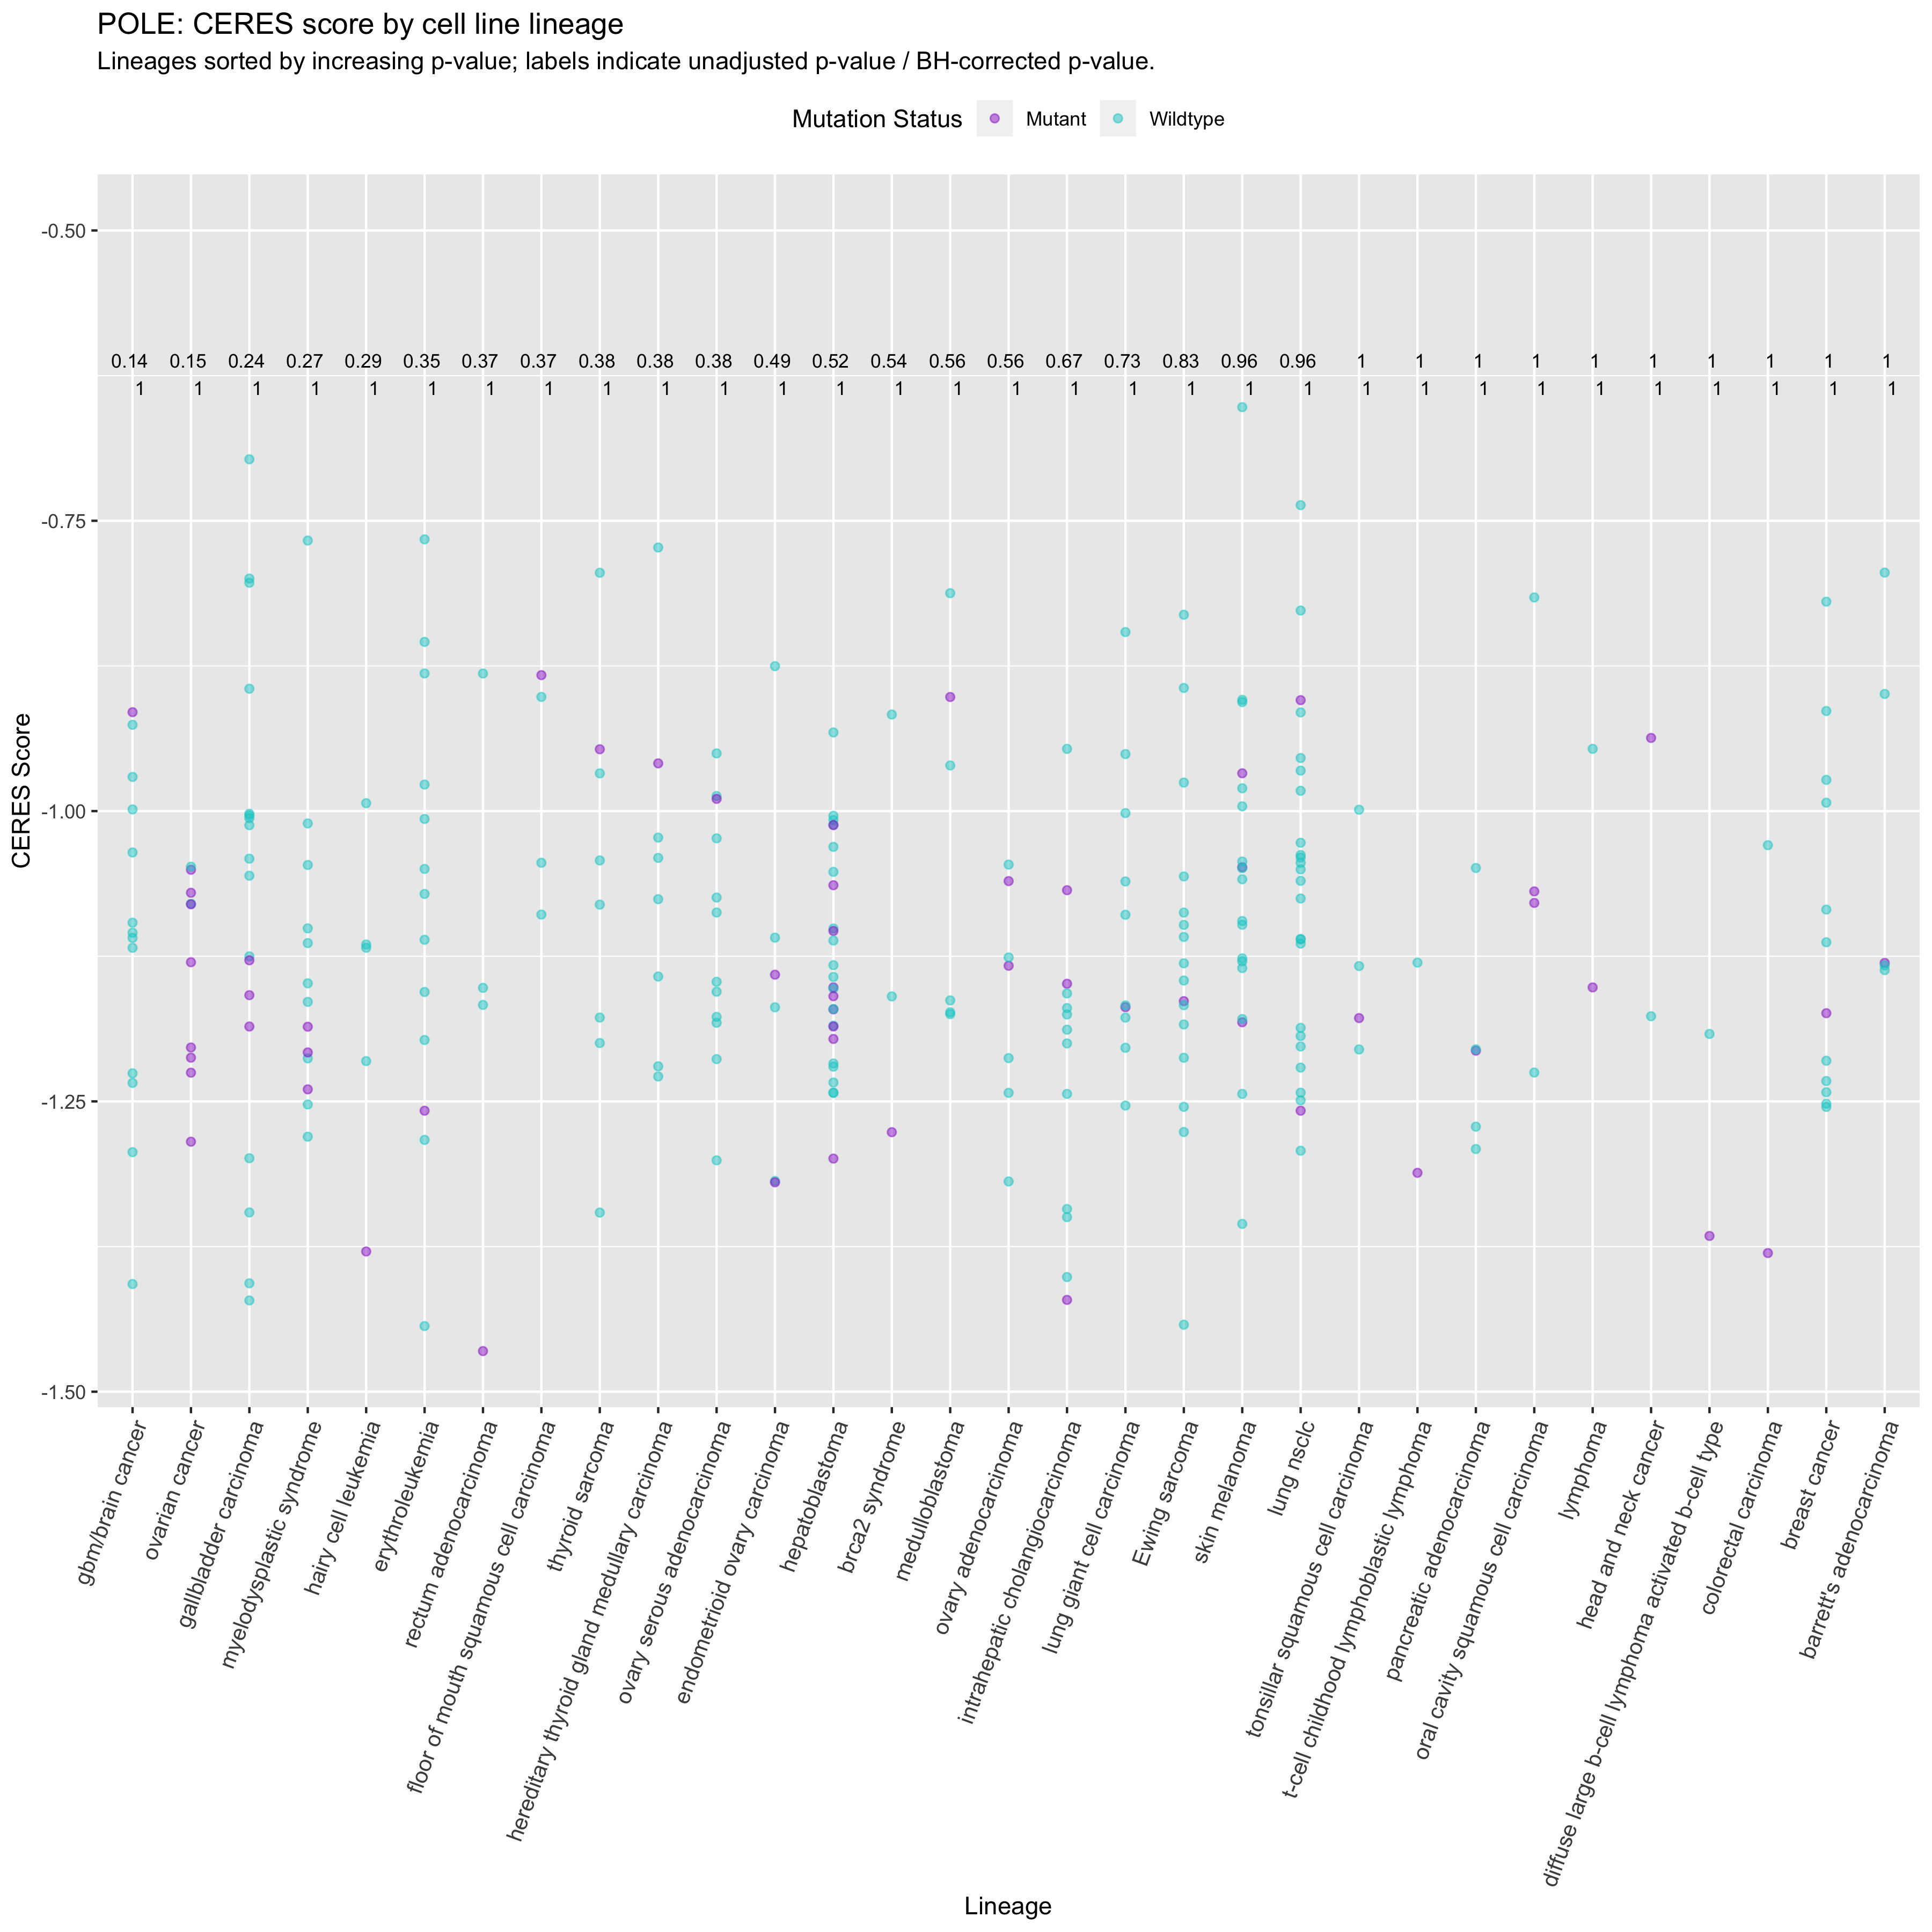 POLE: CERES score by cell line lineage
Lineages sorted by increasing p-value; labels indicate unadjusted p-value / BH-corrected p-value.
Mutation Status Mutant Wildtype
-0.50
0.14 0.15 0.24 0.27 0.29 0.35 0.37 0.37 0.38 0.38 0.38 0.49 0.52 0.54 0.56 0.56 0.67 0.73 0.83 0.96 0.96 1 1 1 1 1 1 1 1 1 1
1 1 1 1 1 1 1 1 1 1 1 1 1 1 1 1 1 1 1 1 1 1 1 1 1 1 1 1 1 1 1
-0.75
-1.00
-1.25
-1.50
CERES Score
gbm/brain cancer
ovarian cancer
gallbladder carcinoma
myelodysplastic syndrome
hairy cell leukemia
erythroleukemia
rectum adenocarcinoma
floor of mouth squamous cell carcinoma
thyroid sarcoma
hereditary thyroid gland medullary carcinoma
ovary serous adenocarcinoma
endometrioid ovary carcinoma
hepatoblastoma
brca2 syndrome
medulloblastoma
ovary adenocarcinoma
intrahepatic cholangiocarcinoma
lung giant cell carcinoma
Ewing sarcoma
skin melanoma
lung nsclc
tonsillar squamous cell carcinoma
t-cell childhood lymphoblastic lymphoma
pancreatic adenocarcinoma
oral cavity squamous cell carcinoma
lymphoma
head and neck cancer
diffuse large b-cell lymphoma activated b-cell type
colorectal carcinoma
breast cancer
barrett's adenocarcinoma
Lineage